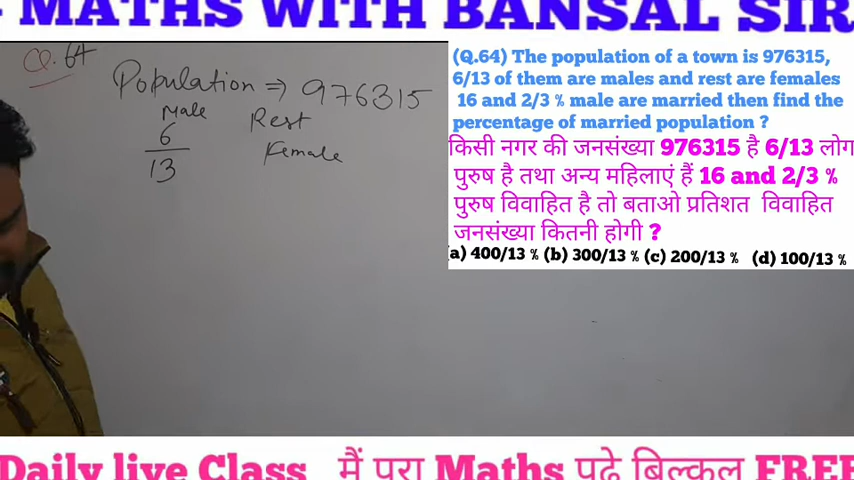 MATHS WITH BANSAL SIR
Q.64
Population ⇒ 976315
Male
6
13
Rest
Female
(Q.64) The population of a town is 976315,
6/13 of them are males and rest are females
16 and 2/3 % male are married then find the
percentage of married population ?
किसी नगर की जनसंख्या 976315 है 6/13 लोग
पुरुष है तथा अन्य महिलाएं हैं 16 and 2/3 %
पुरुष विवाहित है तो बताओ प्रतिशत विवाहित
जनसंख्या कितनी होगी ?
(a) 400/13 % (b) 300/13 % (c) 200/13 % (d) 100/13 %
Daily live Class मैं पूरा Maths पढ़े बिल्कुल FREE